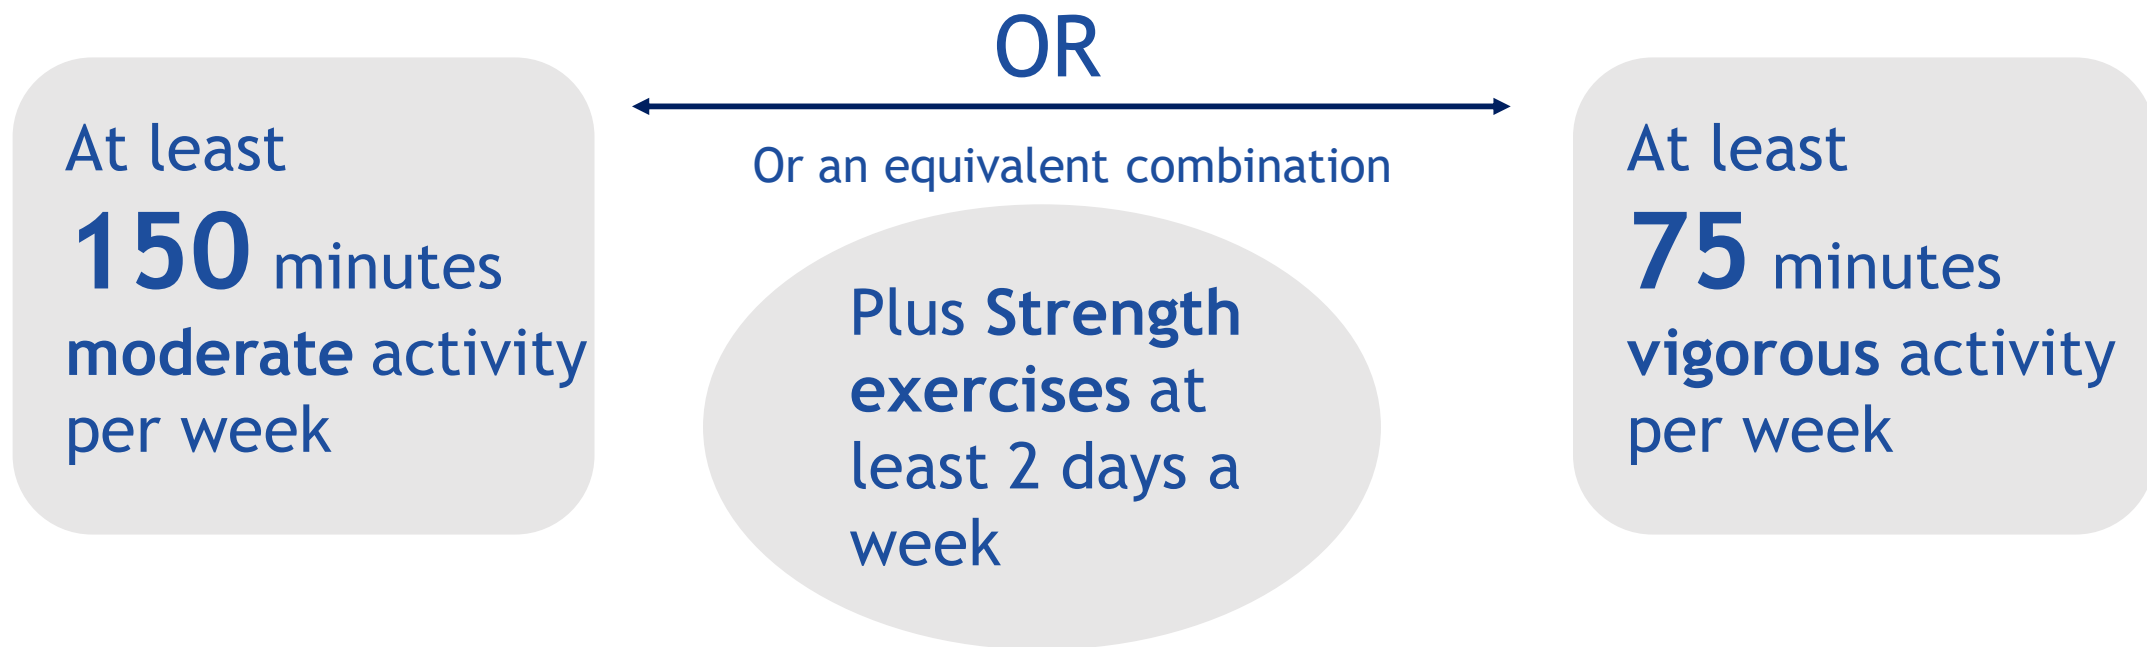 At least
150 minutes
moderate activity
per week
OR
Or an equivalent combination
Plus Strength
exercises at
least 2 days a
week
At least
75 minutes
vigorous activity
per week